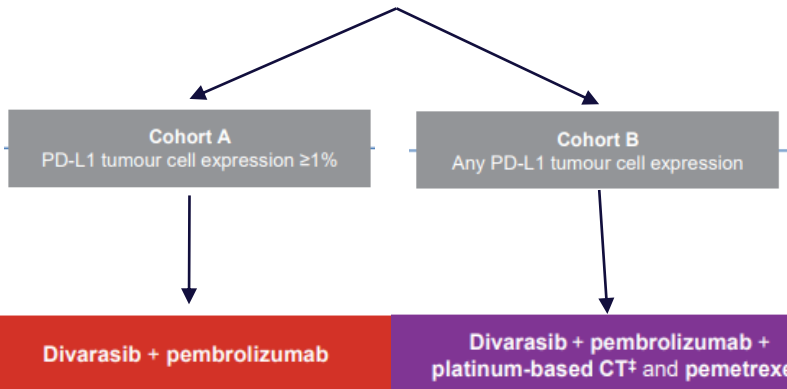 Cohort A
PD-L1 tumour cell expression ≥1%
Cohort B
Any PD-L1 tumour cell expression
Divarasib + pembrolizumab
Divarasib + pembrolizumab +
platinum-based CT‡ and pemetrexe